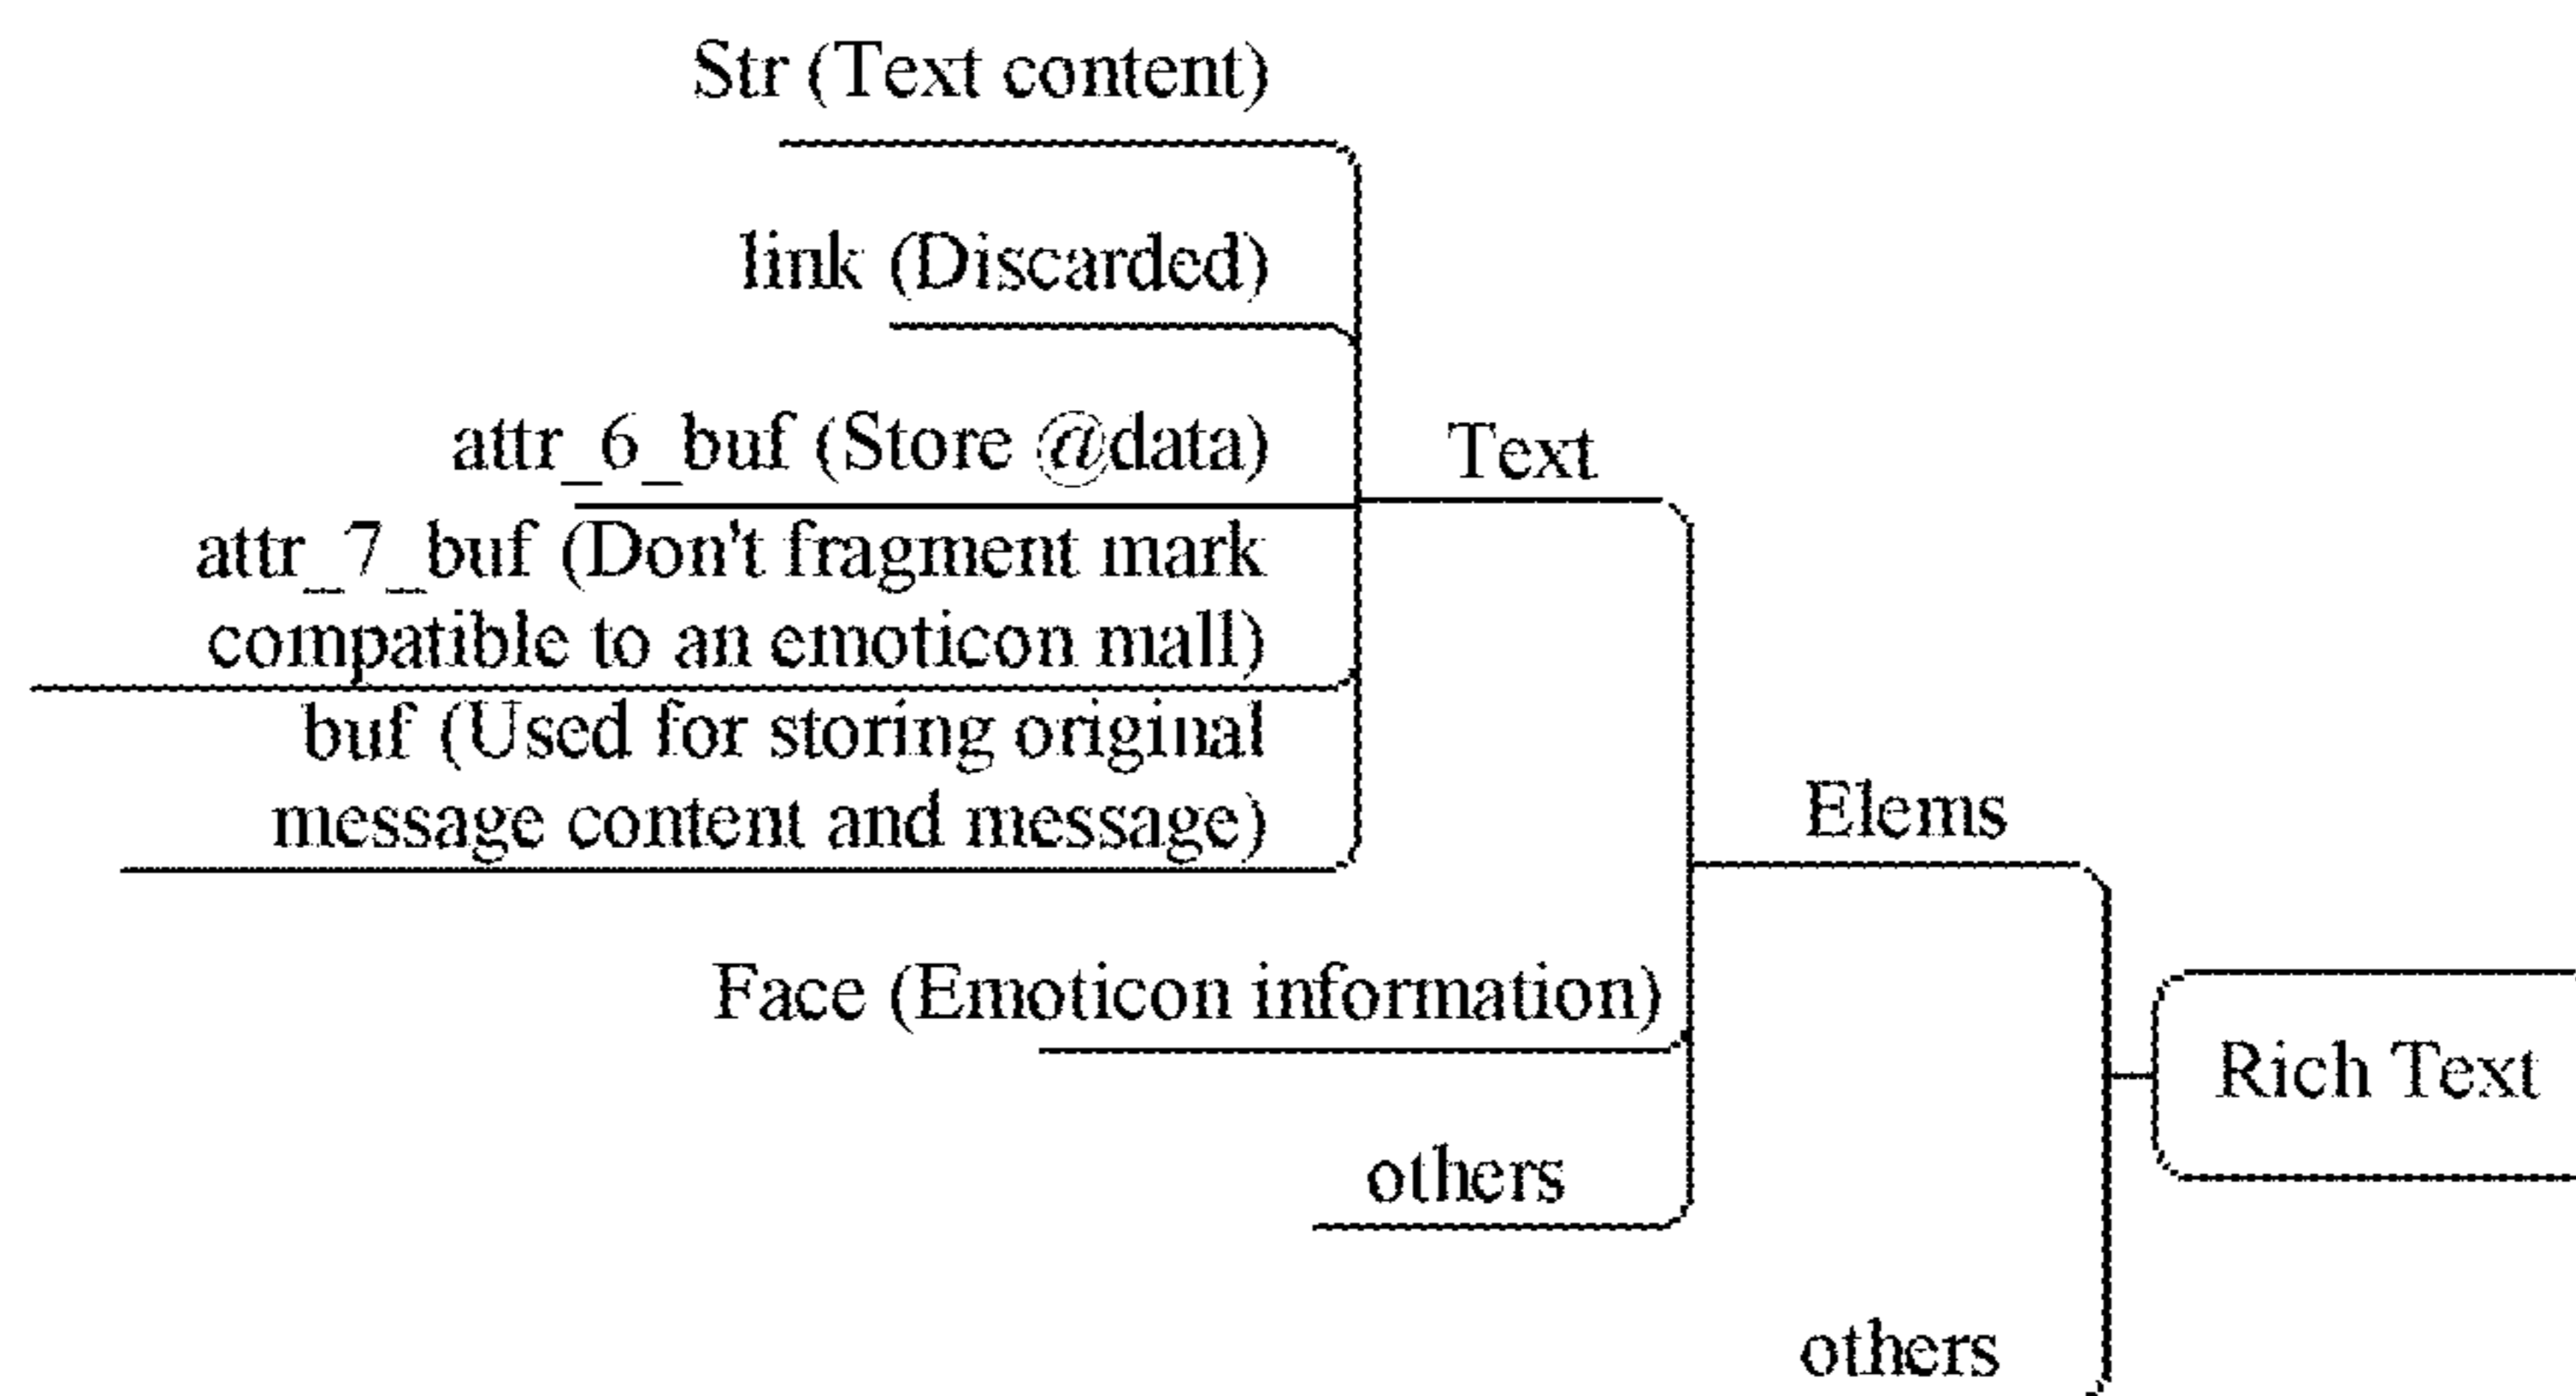 Str (Text content)
link (Discarded)
attr_6_buf (Store @data)
Text
attr_7_buf (Don't fragment mark
compatible to an emoticon mall)
buf (Used for storing original
message content and message)
Elems
Face (Emoticon information)
Rich Text
others
others